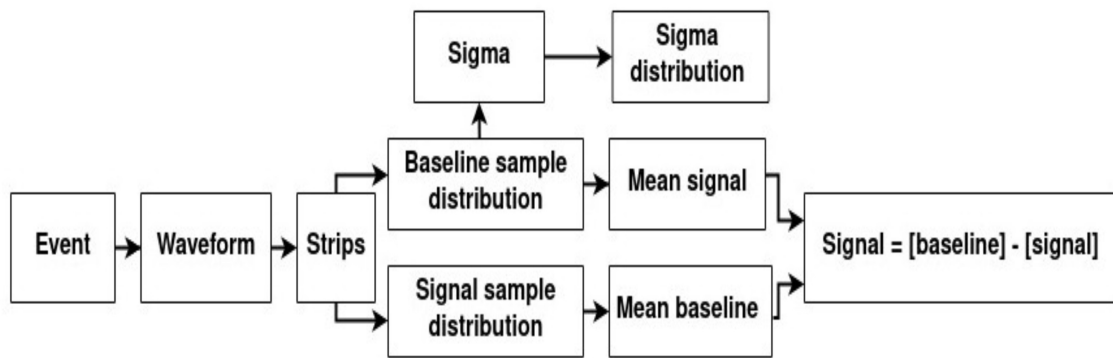 Sigma
Sigma
distribution
Baseline sample
distribution
Mean signal
Event
Waveform
Strips
Signal = [baseline] - [signal]
Signal sample
distribution
Mean baseline